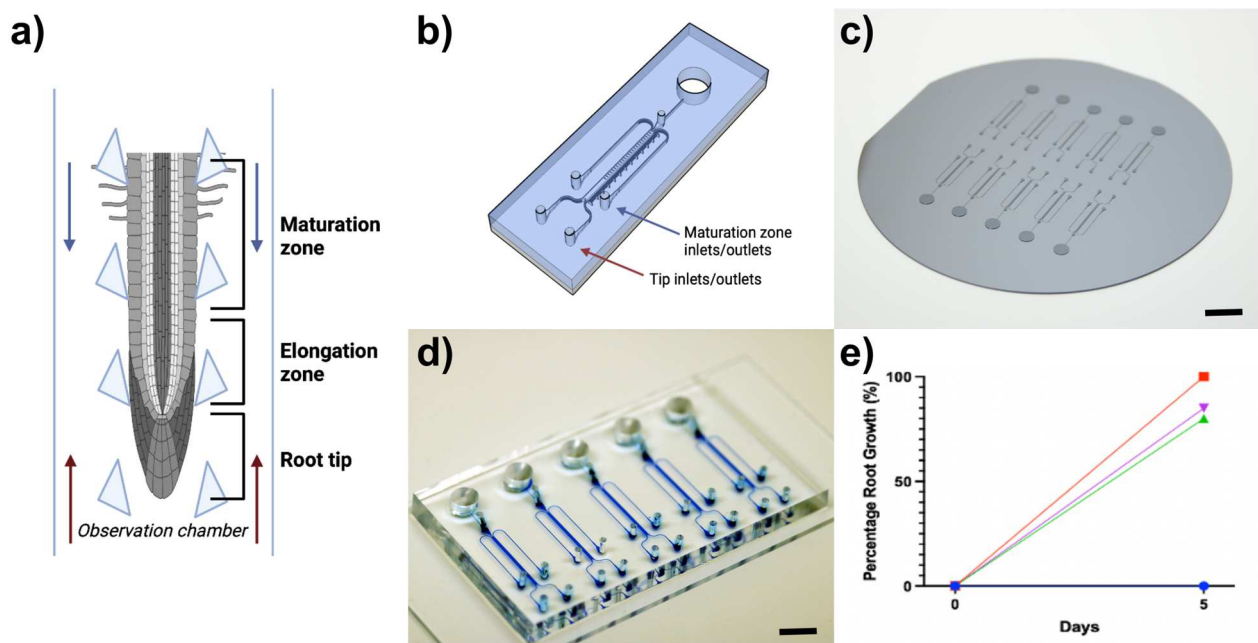 a)
Maturation
zone
Elongation
zone
Root tip
Observation chamber
b)
Maturation zone
inlets/outlets
Tip inlets/outlets
c)
d)
e)
Percentage Root Growth (%)
100
50
0
0
5
Days